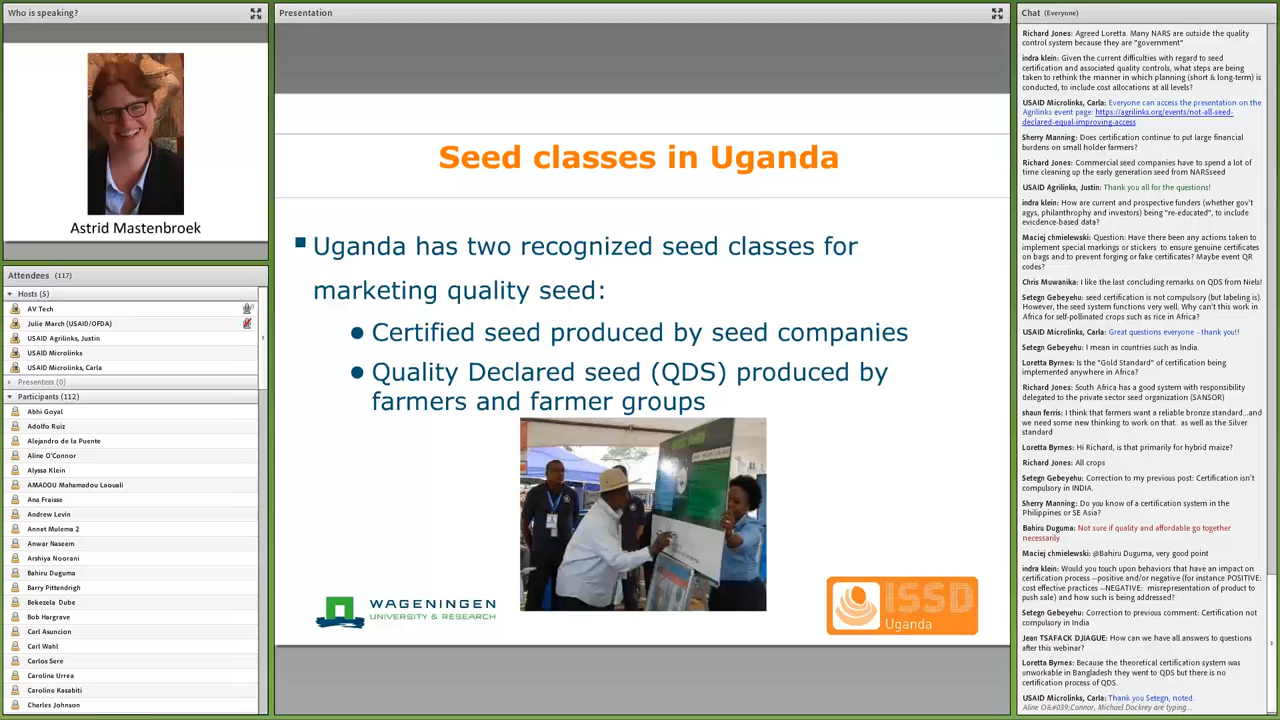 Who is speaking?
Astrid Mastenbroek
Attendees (117)
Hosts (5)
AV Tech
Julie March (USAID/OFDA)
USAID Agrilinks, Justin
USAID Microlinks
USAID Microlinks, Carla
Presenters (0)
Participants (112)
Abhi Goyal
Adolfo Ruiz
Alejandro de la Puente
Aline O'Connor
Alyssa Klein
AMADOU Mahamadou Laouali
Ana Fraisse
Andrew Levin
Annet Mulema 2
Anwar Naseem
Arshiya Noorani
Bahiru Duguma
Barry Pittendrigh
Bekezela Dube
Bob Hargrave
Carl Asuncion
Carl Wahl
Carlos Sere
Carolina Urrea
Caroline Kasabiti
Charles Johnson
Presentation
Seed classes in Uganda
Uganda has two recognized seed classes for
marketing quality seed:
Certified seed produced by seed companies
Quality Declared seed (QDS) produced by
farmers and farmer groups
WAGENINGEN
UNIVERSITY & RESEARCH
ISSD
Uganda
Chat (Everyone)
Richard Jones: Agreed Loretta. Many NARS are outside the quality
control system because they are "government"
indra klein: Given the current difficulties with regard to seed
certification and associated quality controls, what steps are being
taken to rethink the manner in which planning (short & long-term) is
conducted, to include cost allocations at all levels?
USAID Microlinks, Carla: Everyone can access the presentation on the
Agrilinks event page: https://agrilinks.org/events/not-all-seed-
declared-equal-improving-access
Sherry Manning: Does certification continue to put large financial
burdens on small holder farmers?
Richard Jones: Commercial seed companies have to spend a lot of
time cleaning up the early generation seed from NARSseed
USAID Agrilinks, Justin: Thank you all for the questions!
indra klein: How are current and prospective funders (whether gov't
agys, philanthropy and investors) being "re-educated", to include
evicdence-based data?
Maciej chmielewski: Question: Have there been any actions taken to
implement special markings or stickers  to ensure genuine certificates
on bags and to prevent forging or fake certificates? Maybe event QR
codes?
Chris Muwanika: I like the last concluding remarks on QDS from Niels!
Setegn Gebeyehu: seed certification is not compulsory (but labeling is).
However, the seed system functions very well. Why can't this work in
Africa for self-pollinated crops such as rice in Africa?
USAID Microlinks, Carla: Great questions everyone - thank you!!
Setegn Gebeyehu: I mean in countries such as India.
Loretta Byrnes: Is the "Gold Standard" of certification being
implemented anywhere in Africa?
Richard Jones: South Africa has a good system with responsibility
delegated to the private sector seed organization (SANSOR)
shaun ferris: I think that farmers want a reliable bronze standard...and
we need some new thinking to work on that.. as well as the Silver
standard
Loretta Byrnes: Hi Richard, is that primarily for hybrid maize?
Richard Jones: All crops
Setegn Gebeyehu: Correction to my previous post: Certification isn't
compulsory in INDIA.
Sherry Manning: Do you know of a certification system in the
Philippines or SE Asia?
Bahiru Duguma: Not sure if quality and affordable go together
necessarily
Maciej chmielewski: @Bahiru Duguma, very good point
indra klein: Would you touch upon behaviors that have an impact on
certification process --positive and/or negative (for instance POSITIVE:
cost effective practices --NEGATIVE:  misrepresentation of product to
push sale) and how such is being addressed?
Setegn Gebeyehu: Correction to previous comment: Certification not
compulsory in India
Jean TSAFACK DJIAGUE: How can we have all answers to questions
after this webinar?
Loretta Byrnes: Because the theoretical certification system was
unworkable in Bangladesh they went to QDS but there is no
certification process of QDS.
USAID Microlinks, Carla: Thank you Setegn, noted.
Aline O&#039;Connor, Michael Dockrey are typing...